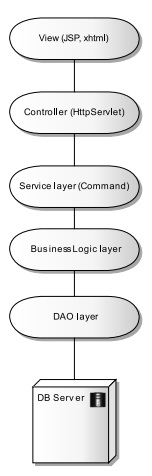 View (JSP, xhtml)
Controller (HttpServlet)
Service layer (Command)
BusinessLogic layer
DAO layer
DB Server